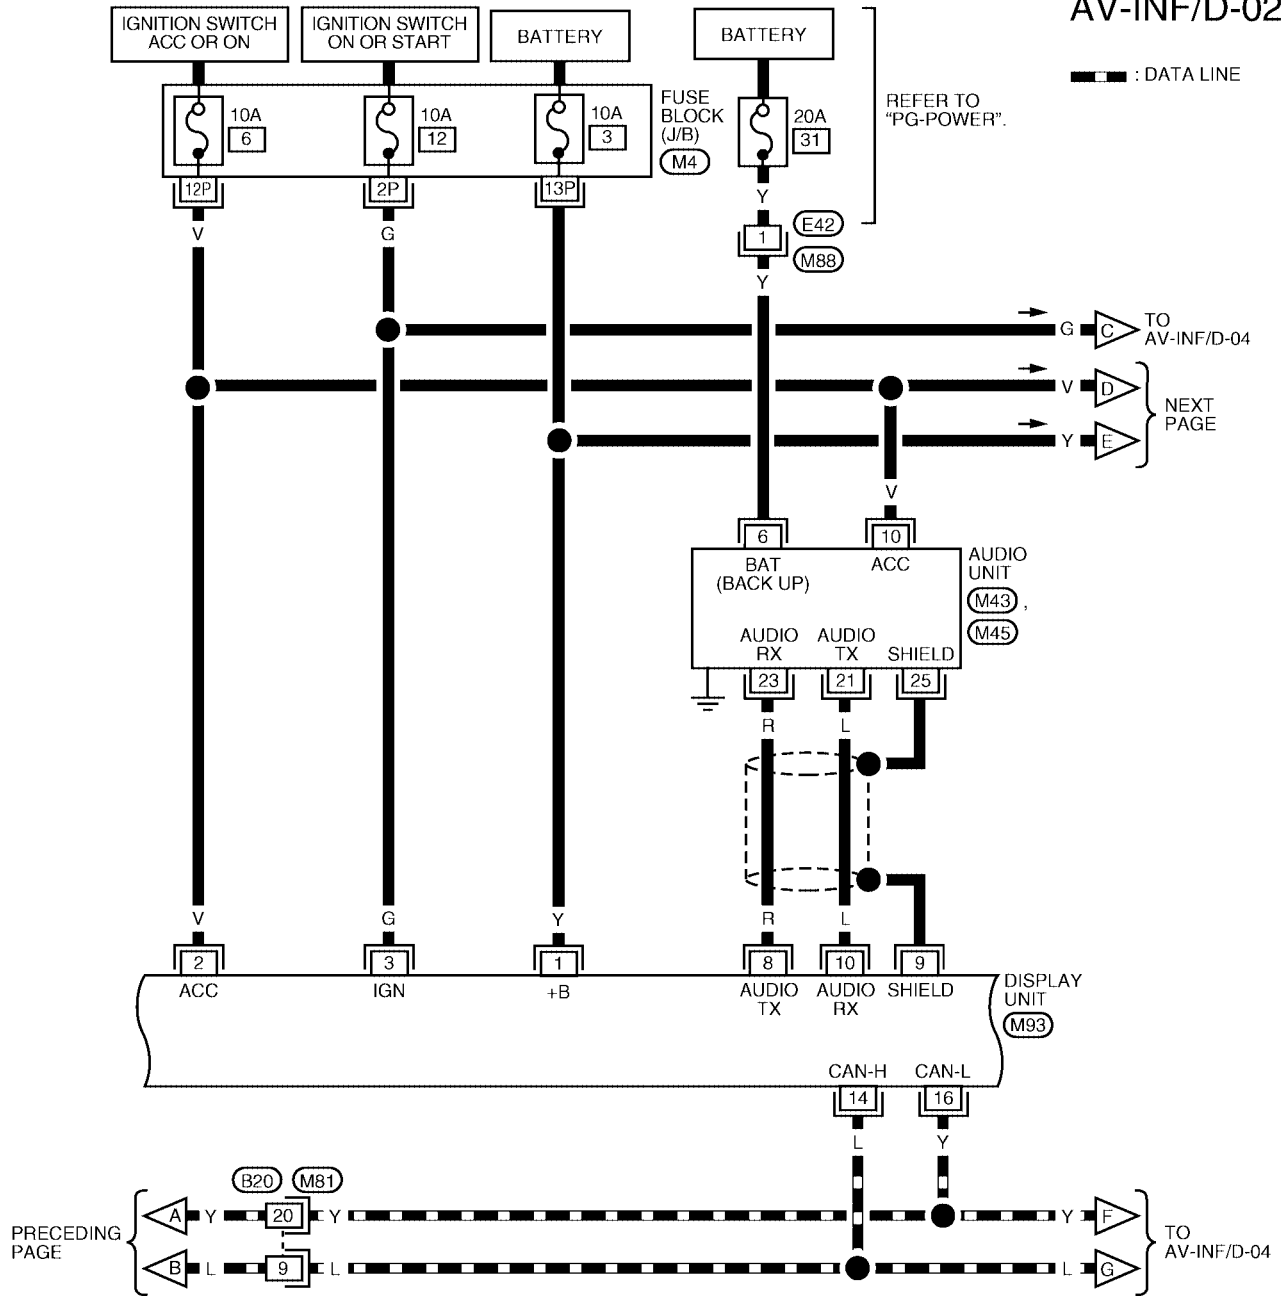 AV-INF/D-02
IGNITION SWITCH
ACC OR ON
IGNITION SWITCH
ON OR START
BATTERY
BATTERY
: DATA LINE
10A
6
10A
12
10A
3
FUSE
BLOCK
(J/B)
M4
20A
31
REFER TO
“PG-POWER”.
12P
2P
13P
Y
V
G
1
E42
M88
Y
G
C
TO
AV-INF/D-04
V
D
NEXT
PAGE
Y
E
V
6
10
BAT
(BACK UP)
ACC
AUDIO
UNIT
M43 ,
M45
AUDIO
RX
AUDIO
TX
SHIELD
23
21
25
R
L
V
G
Y
R
L
2
3
1
8
10
9
ACC
IGN
+B
AUDIO
TX
AUDIO
RX
SHIELD
DISPLAY
UNIT
M93
CAN-H
CAN-L
14
16
L
Y
B20
M81
PRECEDING
PAGE
A
Y
20
Y
Y
F
B
L
9
L
L
G
TO
AV-INF/D-04